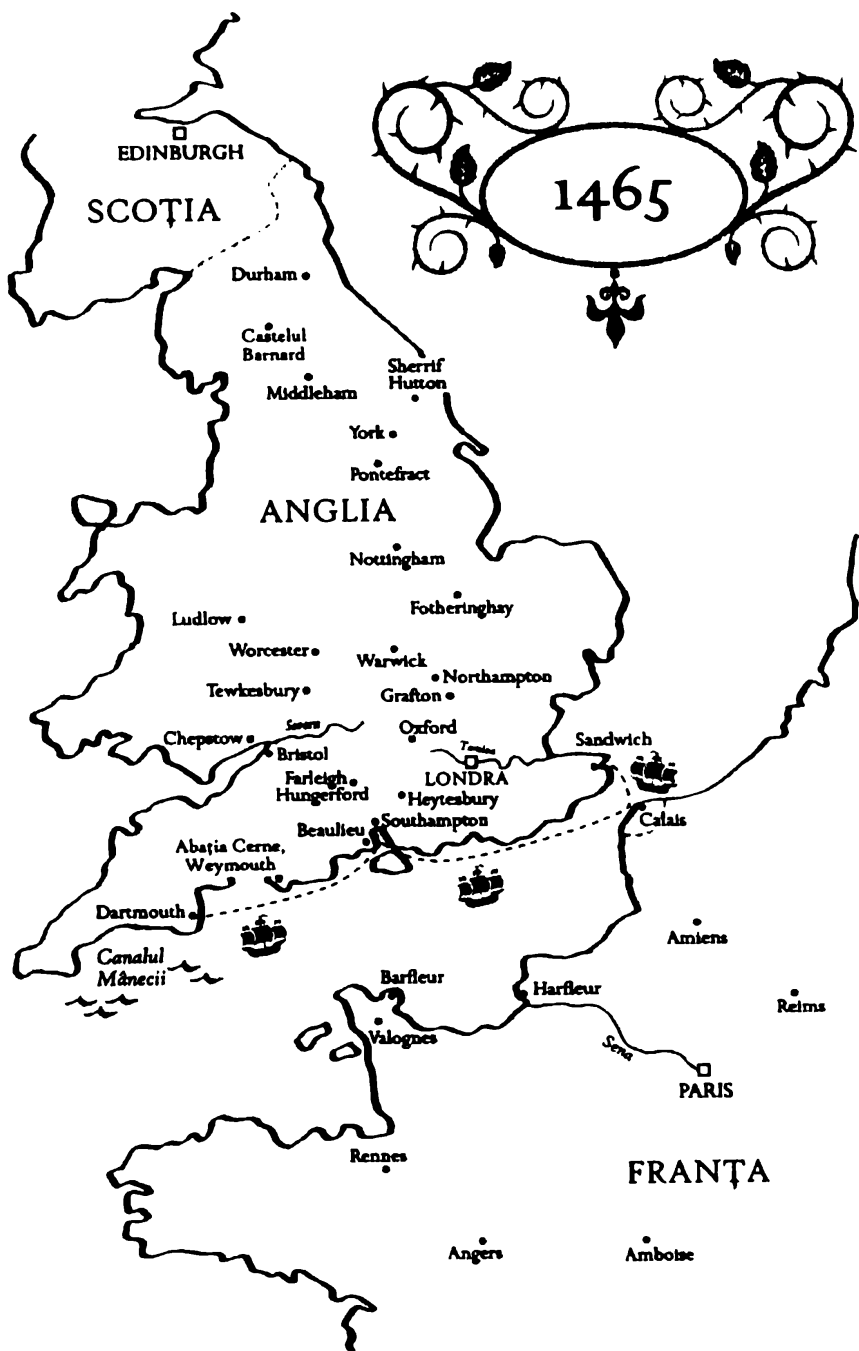 1465
EDINBURGH
SCOȚIA
Durham
Castelul
Barnard
Middleham
Sherrif
Hutton
York
Pontefract
ANGLIA
Nottingham
Fotheringhay
Ludlow
Worcester
Warwick
Northampton
Tewkesbury
Grafton
Severn
Oxford
Chepstow
Bristol
Tamisa
Sandwich
LONDRA
Farleigh
Hungerford
Heytesbury
Calais
Southampton
Beaulieu
Abația Cerne,
Weymouth
Dartmouth
Amiens
Canalul
Mânecii
Barfleur
Harfleur
Reims
Valognes
Sena
PARIS
Rennes
FRANȚA
Angers
Amboise